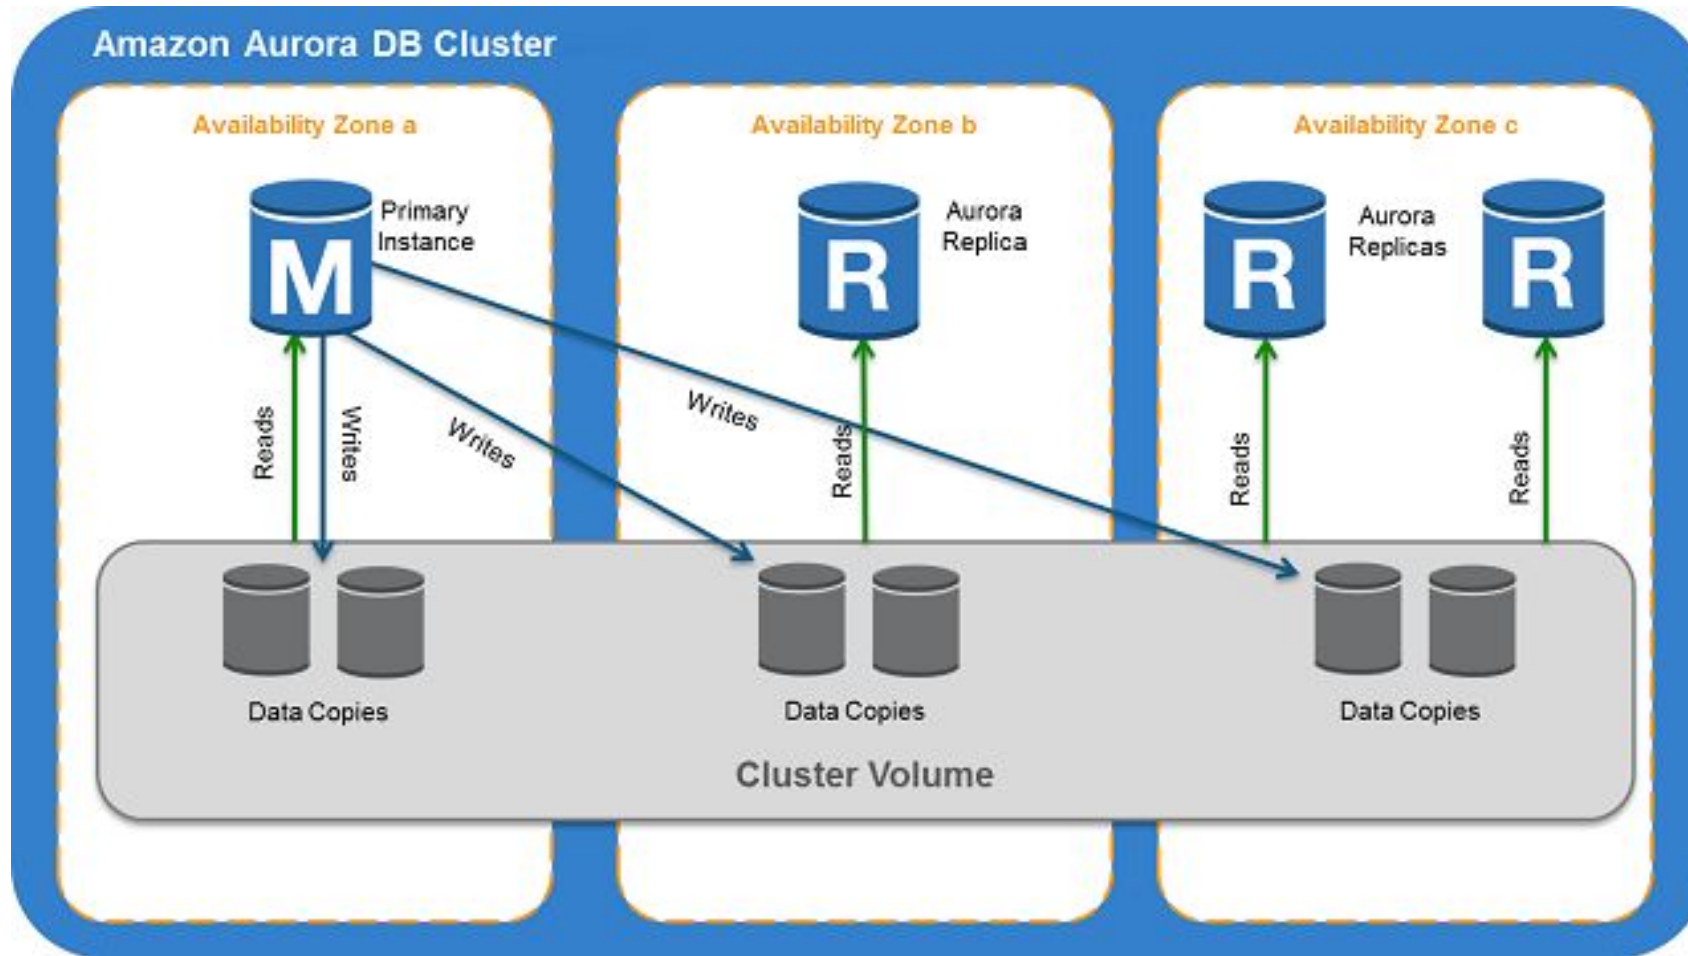 Amazon Aurora DB Cluster
Availability Zone a
Availability Zone b
Availability Zone c
M
Primary
Instance
R
Aurora
Replica
R
Aurora
Replicas
R
Reads
Writes
Writes
Writes
Reads
Reads
Reads
Data Copies
Data Copies
Data Copies
Cluster Volume